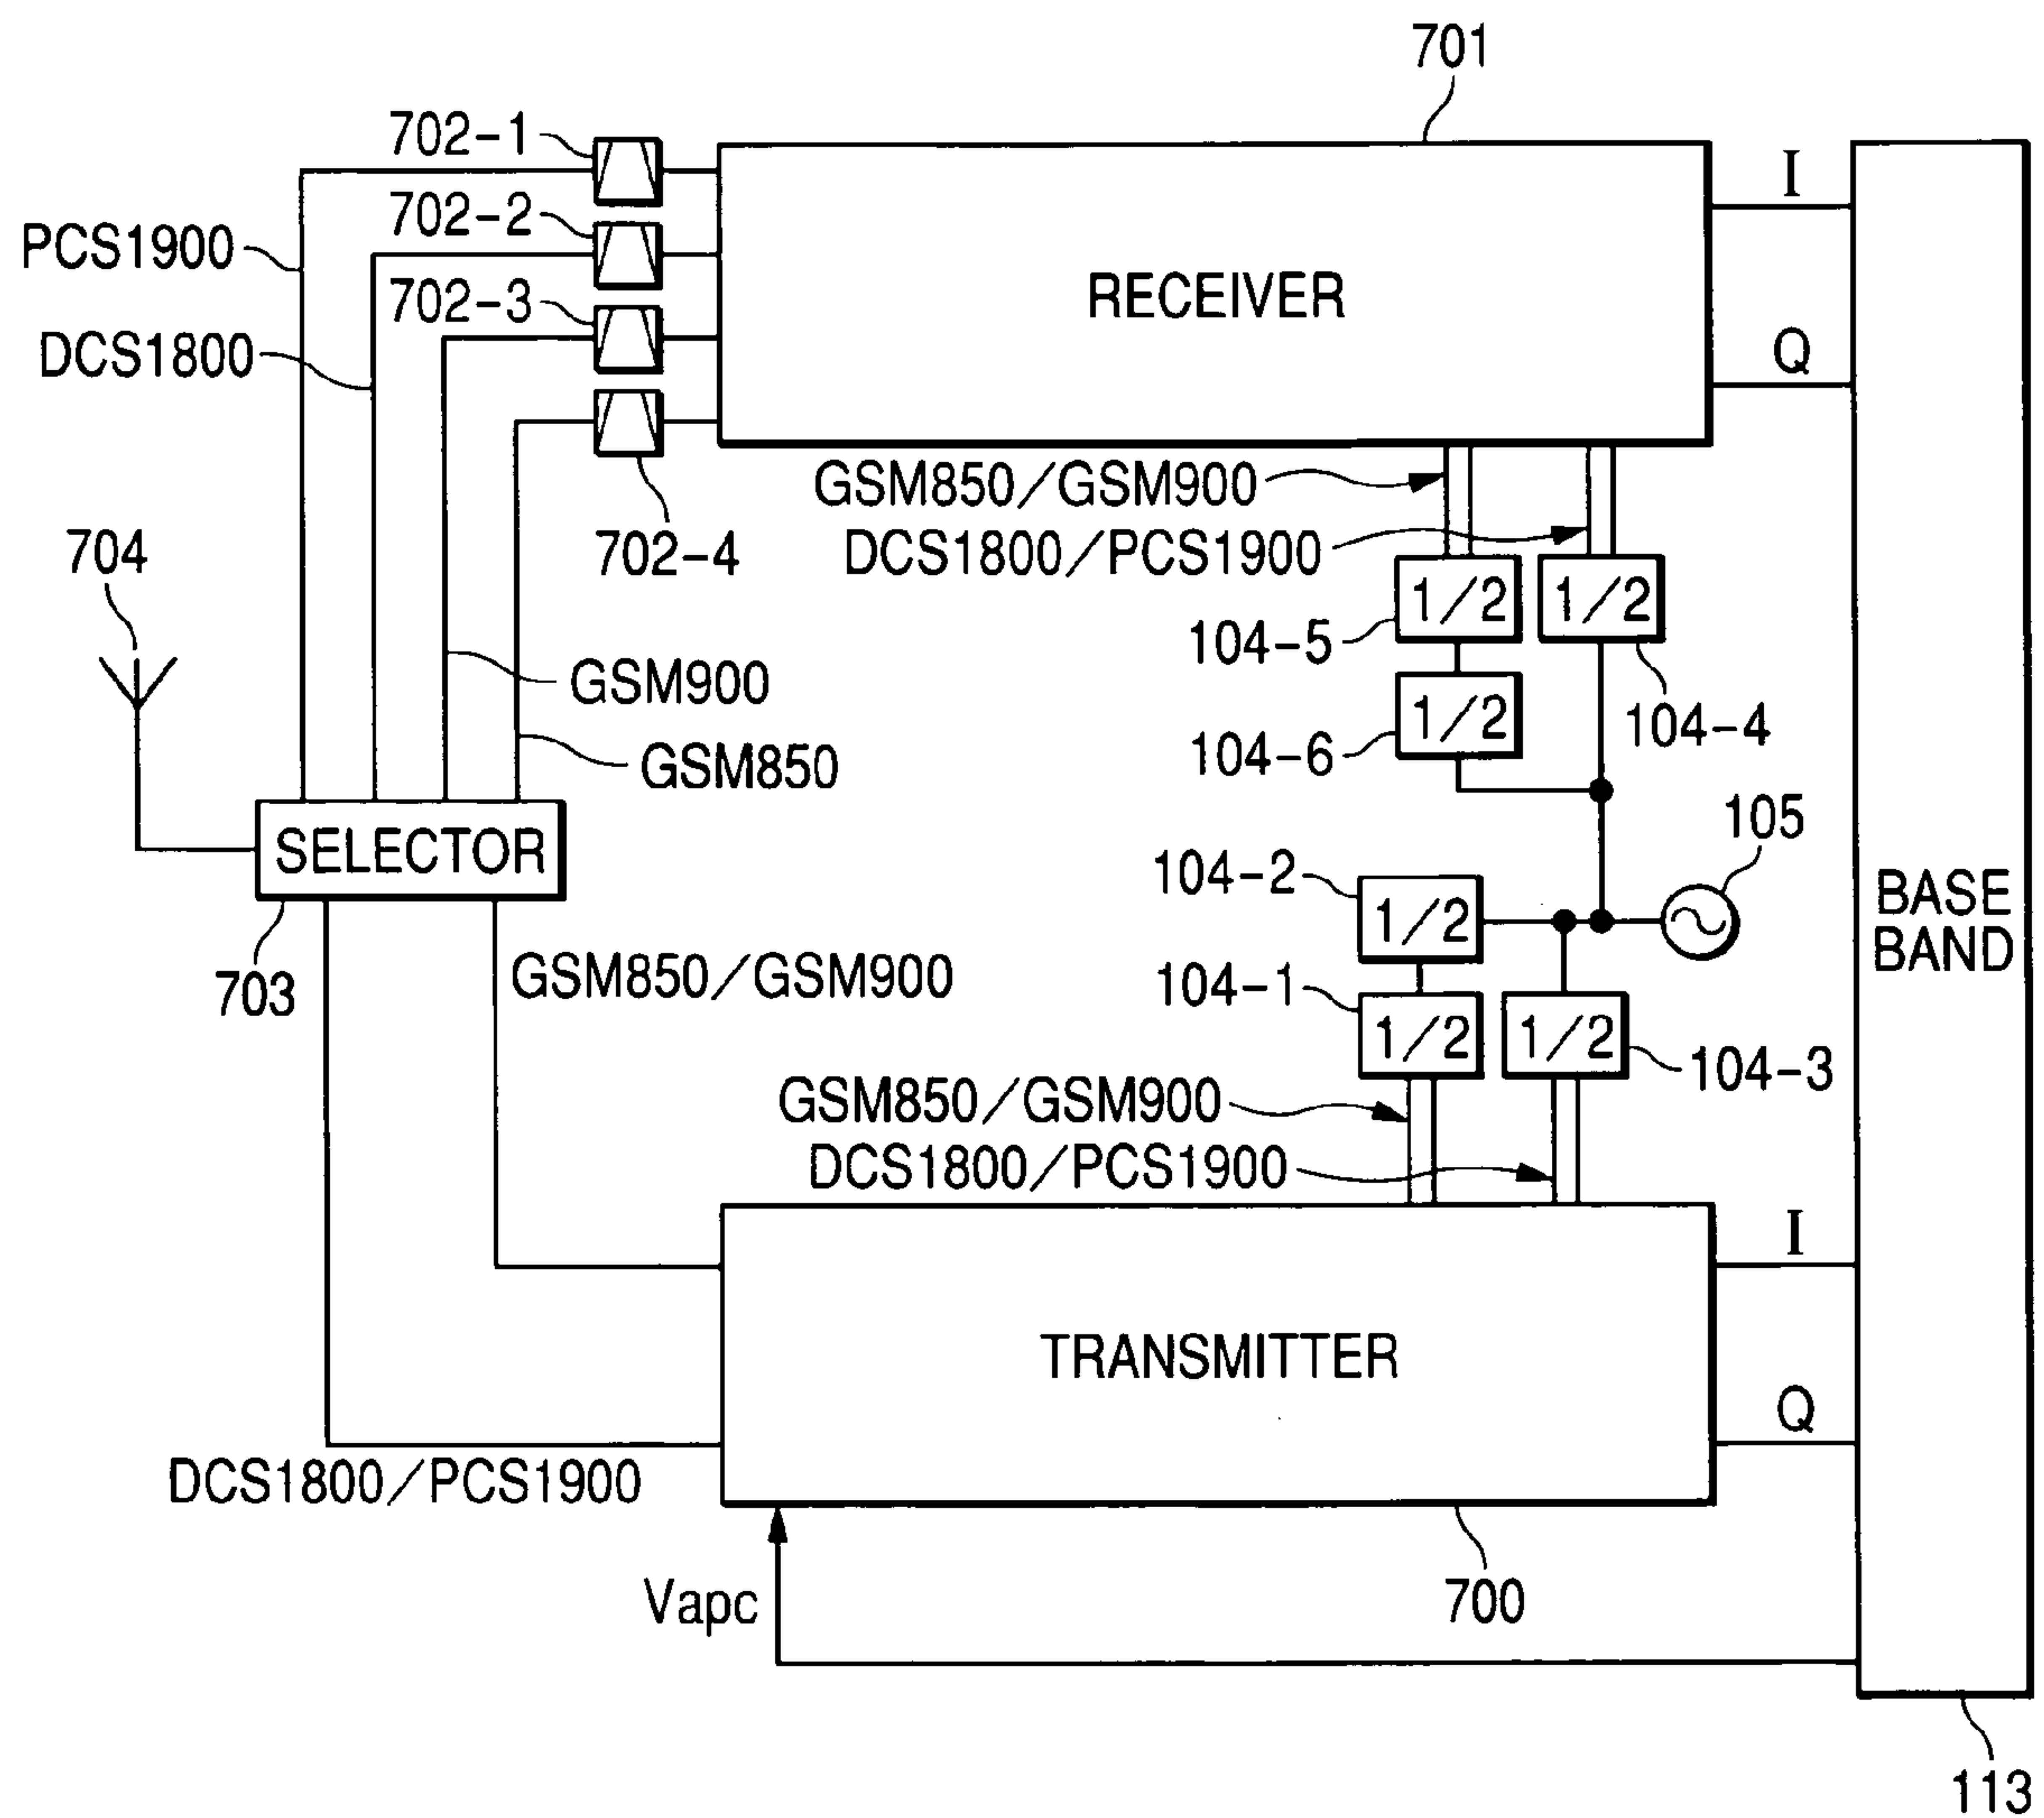 701
702-1
702-2
PCS1900
702-3
DCS1800
RECEIVER
I
Q
GSM850/GSM900
DCS1800/PCS1900
702-4
704
1/2
1/2
104-5
GSM900
1/2
104-4
104-6
GSM850
105
SELECTOR
104-2
1/2
BASE
BAND
703
GSM850/GSM900
104-1
1/2
1/2
104-3
GSM850/GSM900
DCS1800/PCS1900
I
TRANSMITTER
Q
DCS1800/PCS1900
Vapc
700
113